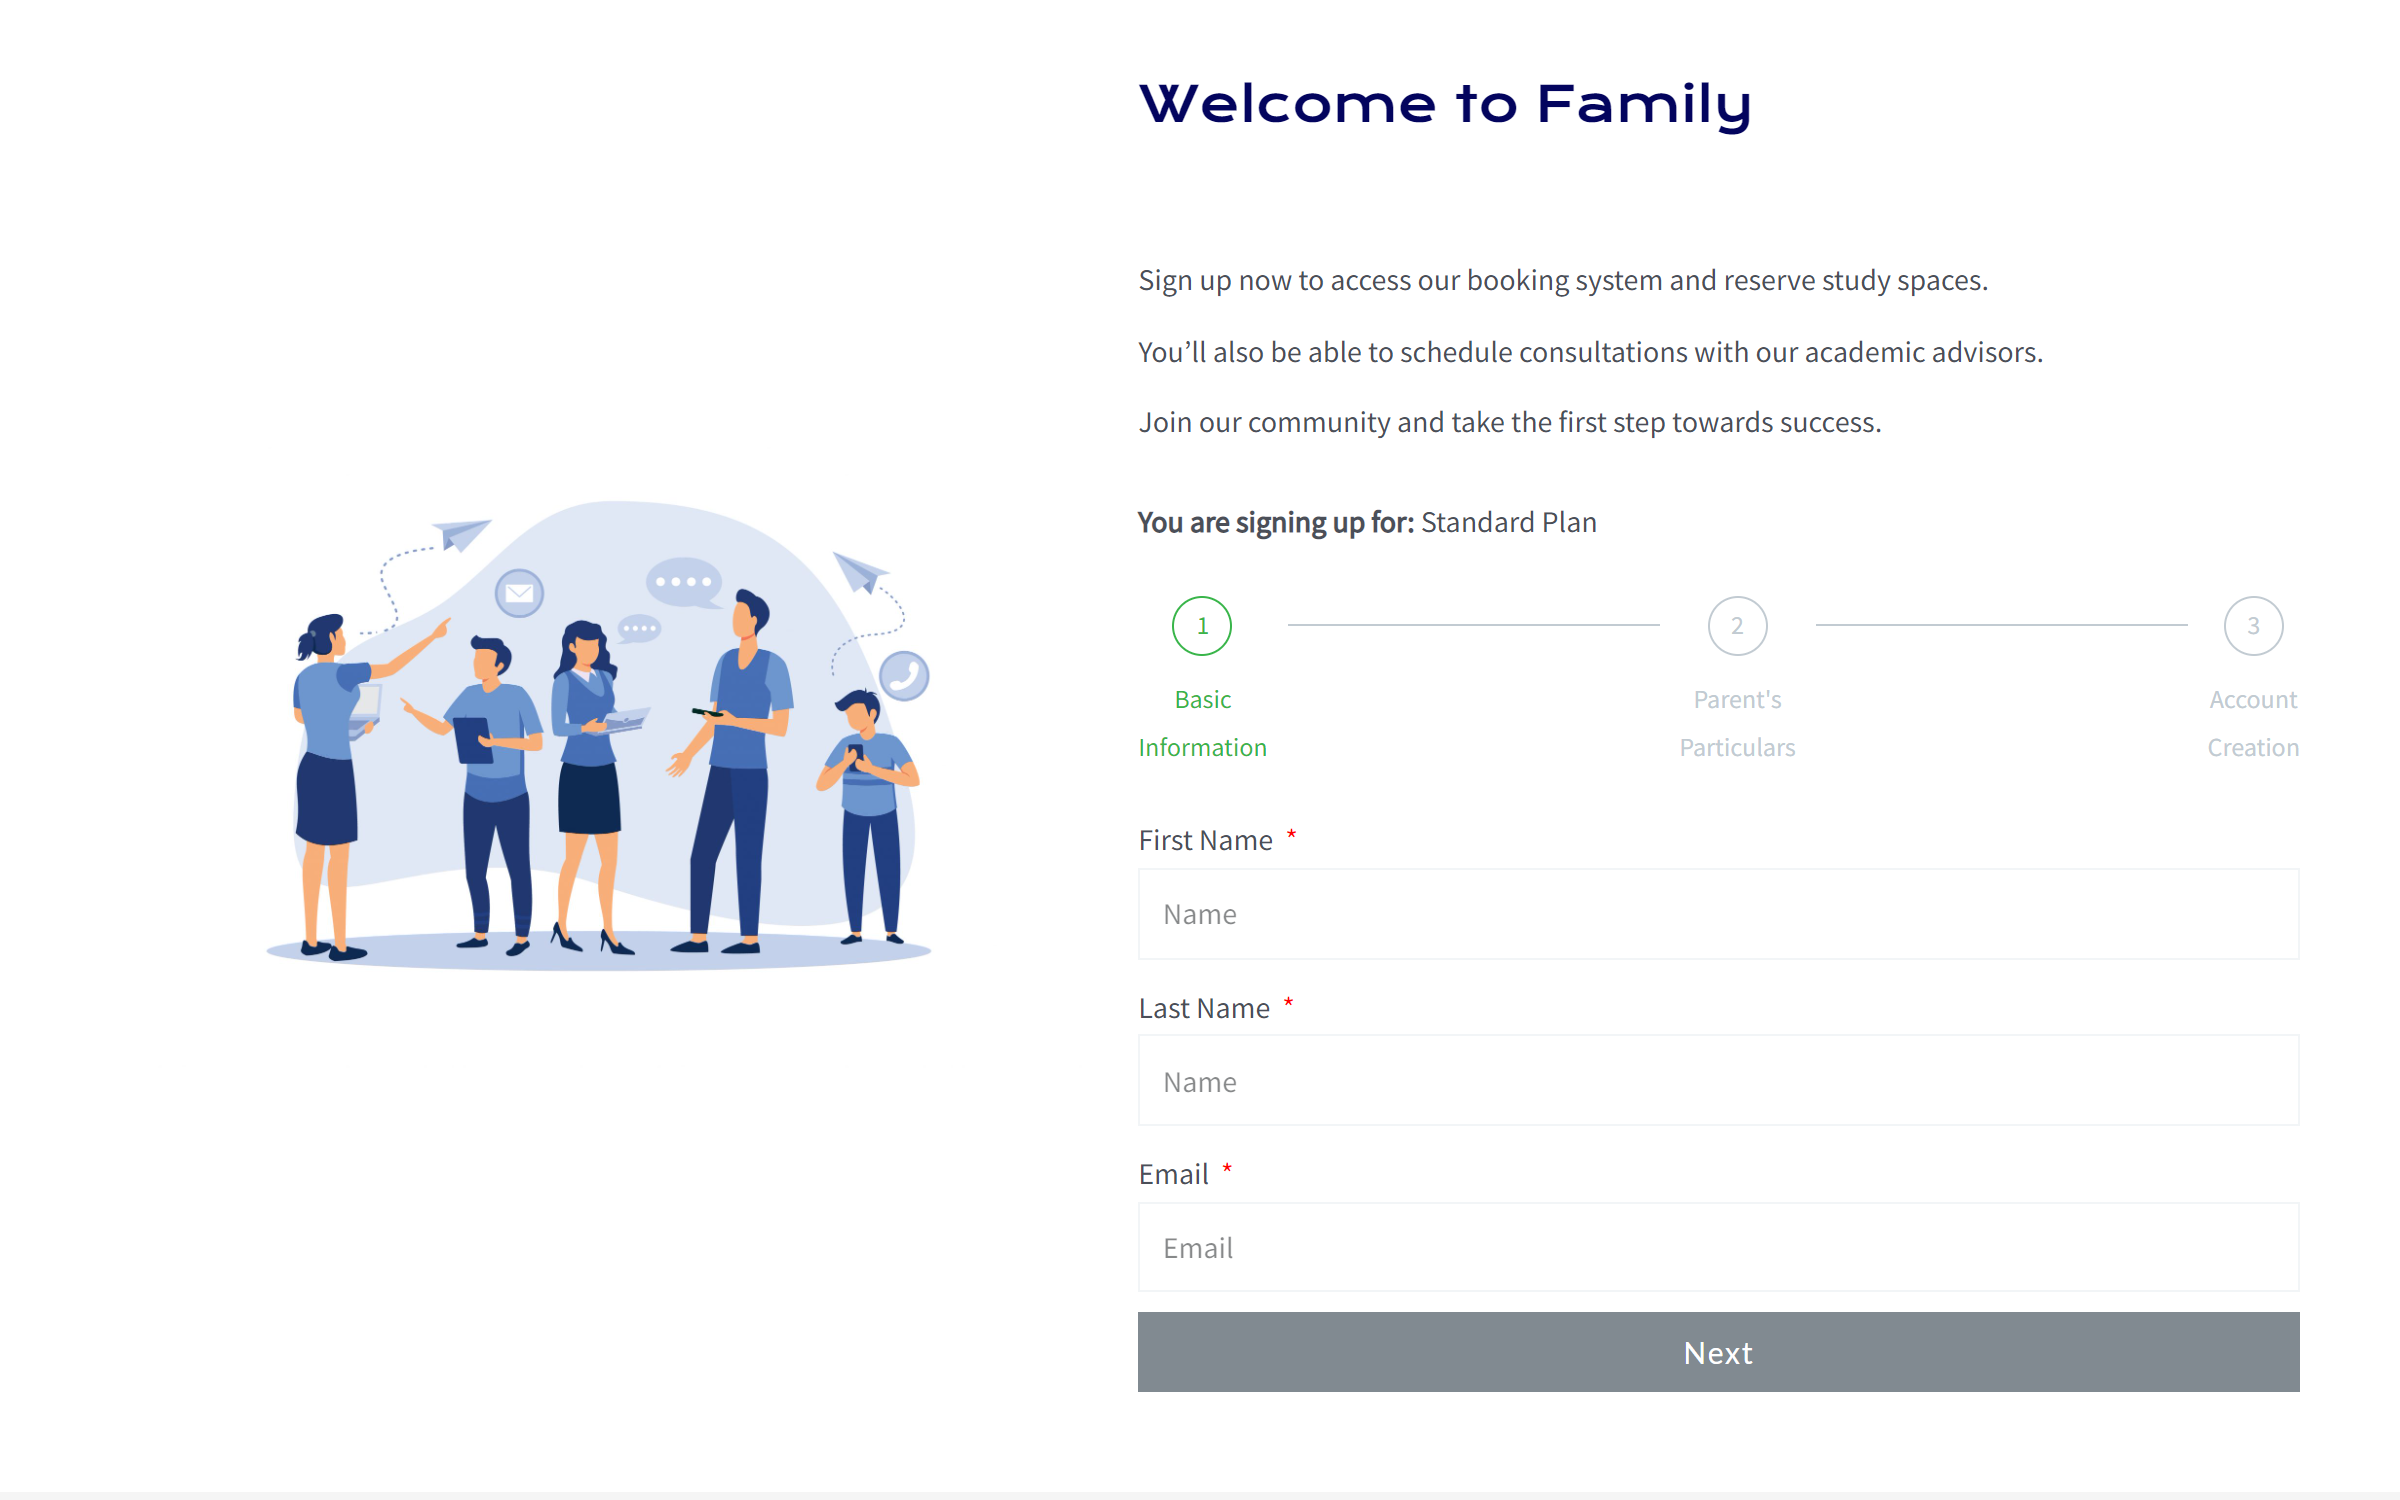 Welcome to Family
Sign up now to access our booking system and reserve study spaces.
You’ll also be able to schedule consultations with our academic advisors.
Join our community and take the first step towards success.
You are signing up for: Standard Plan
1
Basic
Information
2
Parent's
Particulars
3
Account
Creation
First Name *
Name
Last Name *
Name
Email *
Email
Next